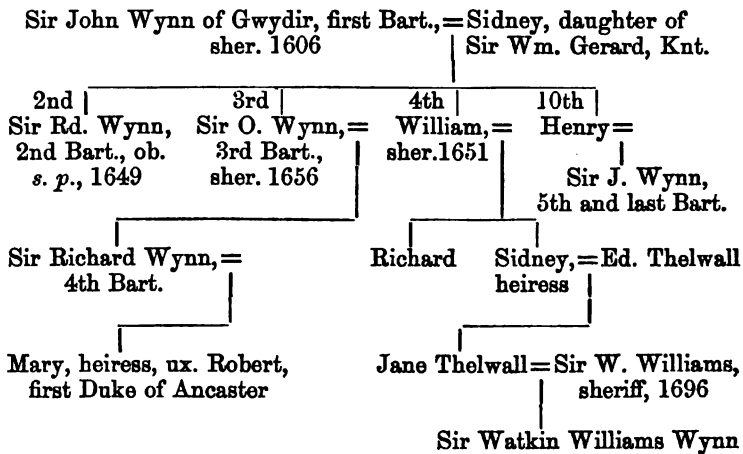 Sir John Wynn of Gwydir, first Bart.,=Sidney, daughter of
sher. 1606 Sir Wm. Gerard, Knt.
2nd 3rd 4th 10th
Sir Rd. Wynn, Sir O. Wynn,= William,= Henry=
2nd Bart., ob. 3rd Bart., sher.1651
s. p., 1649 sher. 1656 Sir J. Wynn,
5th and last Bart.
Sir Richard Wynn,= Richard Sidney,=Ed. Thelwall
4th Bart. heiress
Mary, heiress, ux. Robert, Jane Thelwall=Sir W. Williams,
first Duke of Ancaster sheriff, 1696
Sir Watkin Williams Wynn